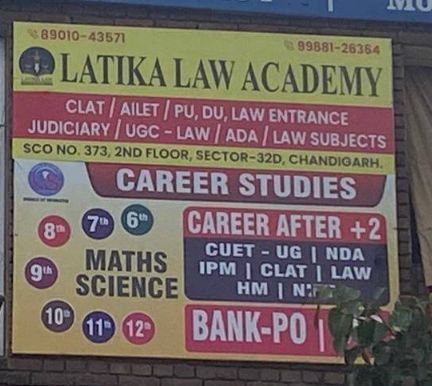 MO
89010-43571
99881-26364
LATIKA LAW ACADEMY
CLAT / AILET / PU, DU, LAW ENTRANCE
JUDICIARY / UGC - LAW / ADA / LAW SUBJECTS
SCO NO. 373, 2ND FLOOR, SECTOR-32D, CHANDIGARH.
CAREER STUDIES
8th 7th 6th
9th
10th 11th 12th
MATHS
SCIENCE
CAREER AFTER +2
CUET - UG | NDA
IPM | CLAT | LAW
HM |
BANK-PO |